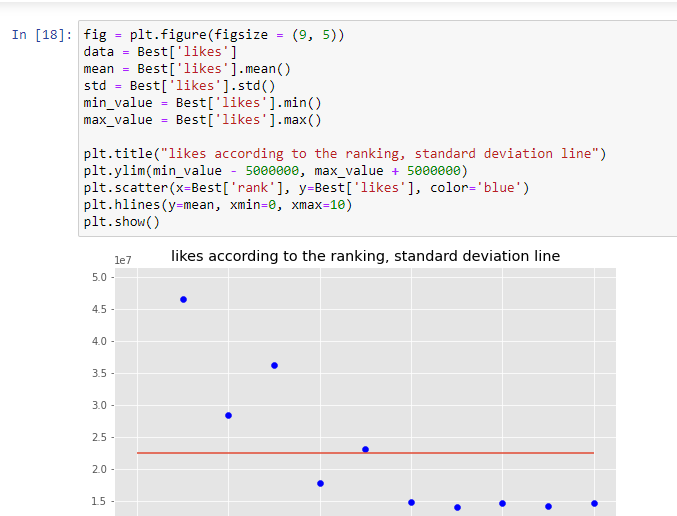 In [18]: fig = plt.figure(figsize = (9, 5))
data = Best['likes']
mean = Best['likes'].mean()
std = Best['likes'].std()
min_value = Best['likes'].min()
max_value = Best['likes'].max()
plt.title("likes according to the ranking, standard deviation line")
plt.ylim(min_value - 5000000, max_value + 5000000)
plt.scatter(x=Best['rank'], y=Best['likes'], color='blue')
plt.hlines(y=mean, xmin=0, xmax=10)
plt.show()
likes according to the ranking, standard deviation line
1e7
5.0
4.5
4.0
3.5
3.0
2.5
2.0
1.5